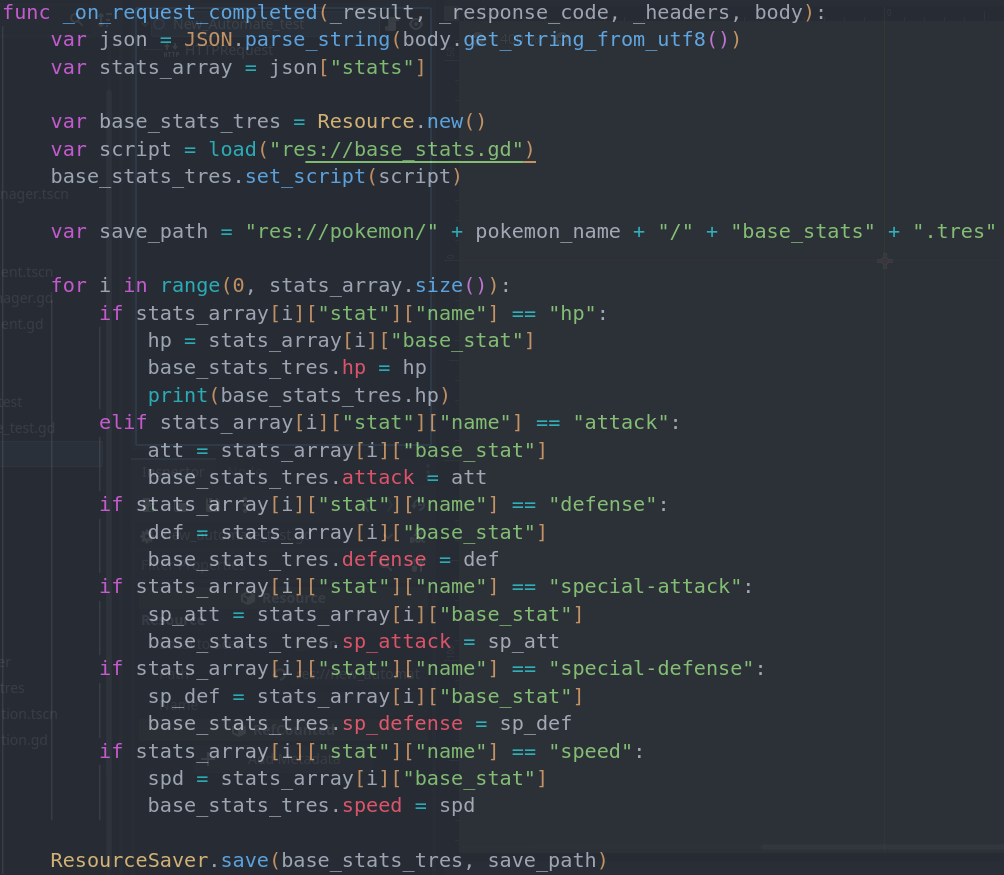 func _on_request_completed(_result, _response_code, _headers, body):
    var json = JSON.parse_string(body.get_string_from_utf8())
    var stats_array = json["stats"]

    var base_stats_tres = Resource.new()
    var script = load("res://base_stats.gd")
    base_stats_tres.set_script(script)

    var save_path = "res://pokemon/" + pokemon_name + "/" + "base_stats" + ".tres"

    for i in range(0, stats_array.size()):
        if stats_array[i]["stat"]["name"] == "hp":
            hp = stats_array[i]["base_stat"]
            base_stats_tres.hp = hp
            print(base_stats_tres.hp)
        elif stats_array[i]["stat"]["name"] == "attack":
            att = stats_array[i]["base_stat"]
            base_stats_tres.attack = att
        if stats_array[i]["stat"]["name"] == "defense":
            def = stats_array[i]["base_stat"]
            base_stats_tres.defense = def
        if stats_array[i]["stat"]["name"] == "special-attack":
            sp_att = stats_array[i]["base_stat"]
            base_stats_tres.sp_attack = sp_att
        if stats_array[i]["stat"]["name"] == "special-defense":
            sp_def = stats_array[i]["base_stat"]
            base_stats_tres.sp_defense = sp_def
        if stats_array[i]["stat"]["name"] == "speed":
            spd = stats_array[i]["base_stat"]
            base_stats_tres.speed = spd

    ResourceSaver.save(base_stats_tres, save_path)